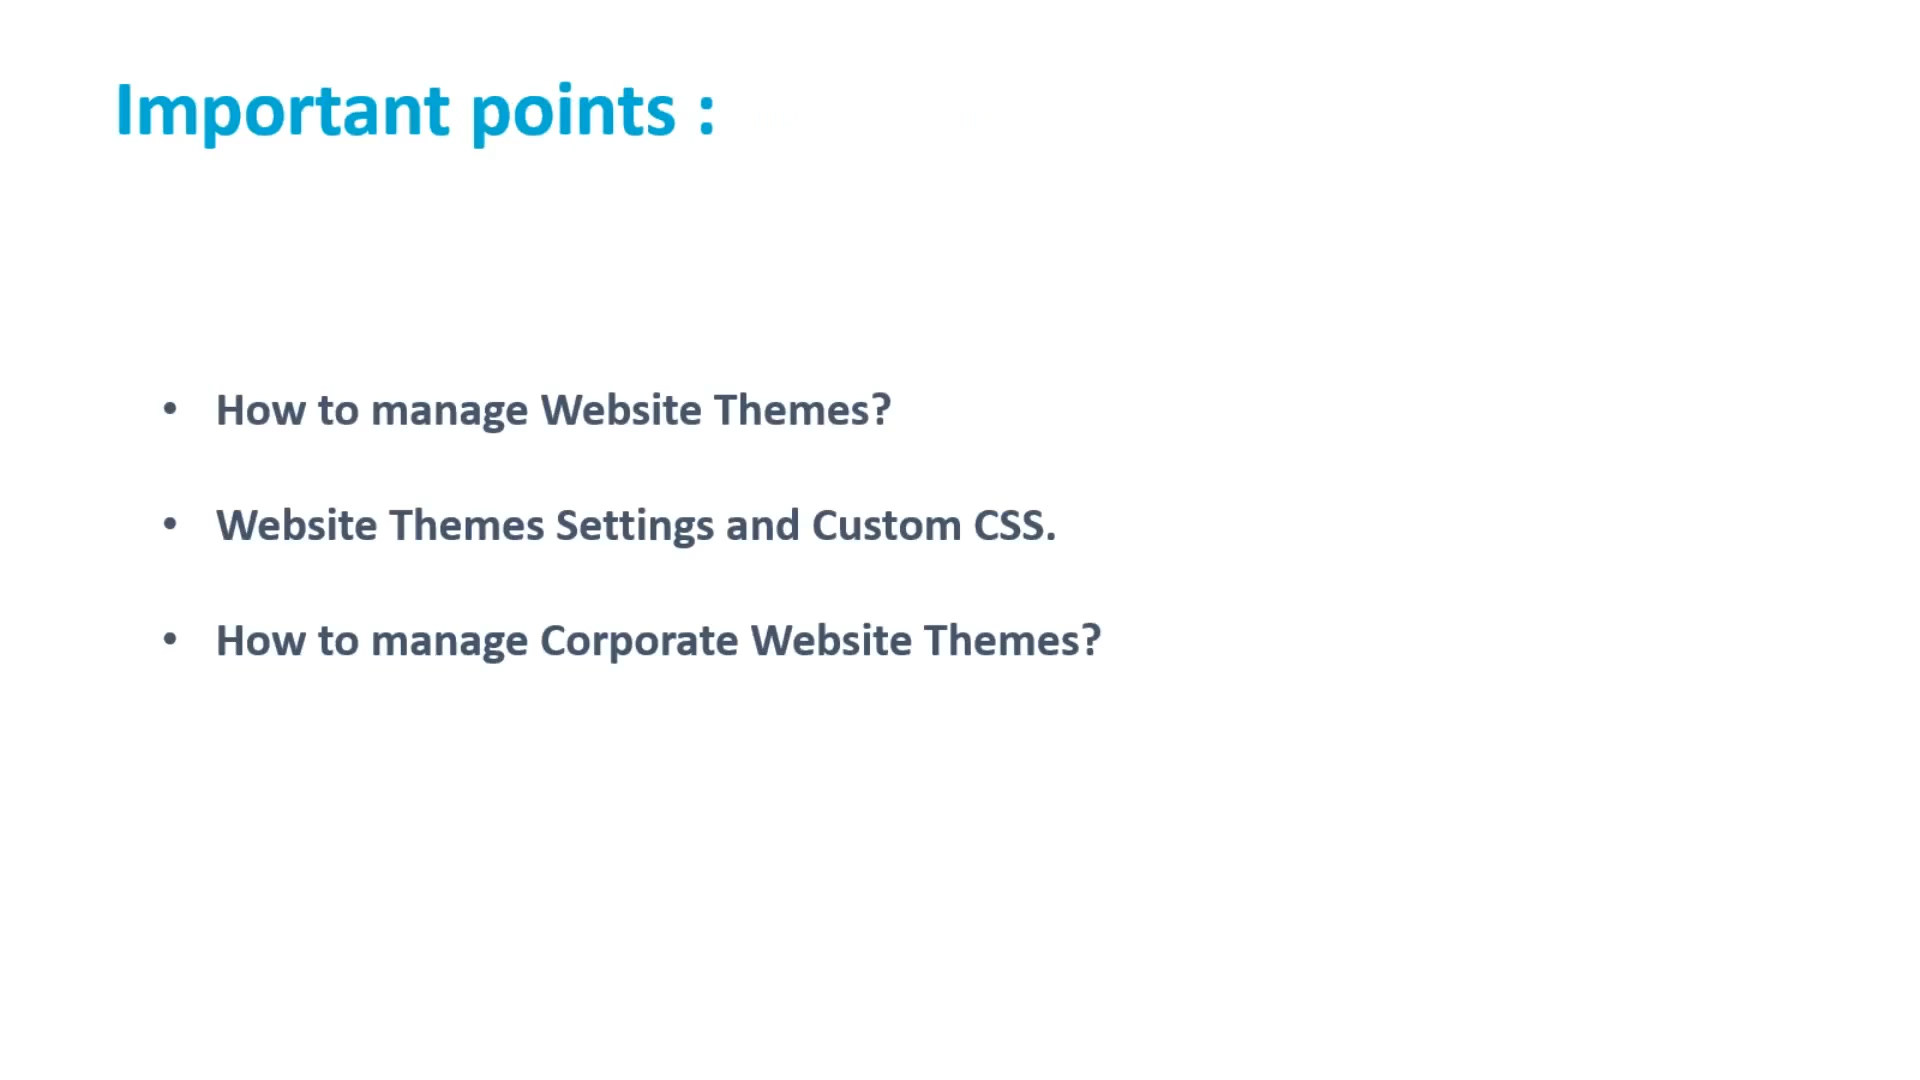 Important points :
• How to manage Website Themes?
• Website Themes Settings and Custom CSS.
• How to manage Corporate Website Themes?